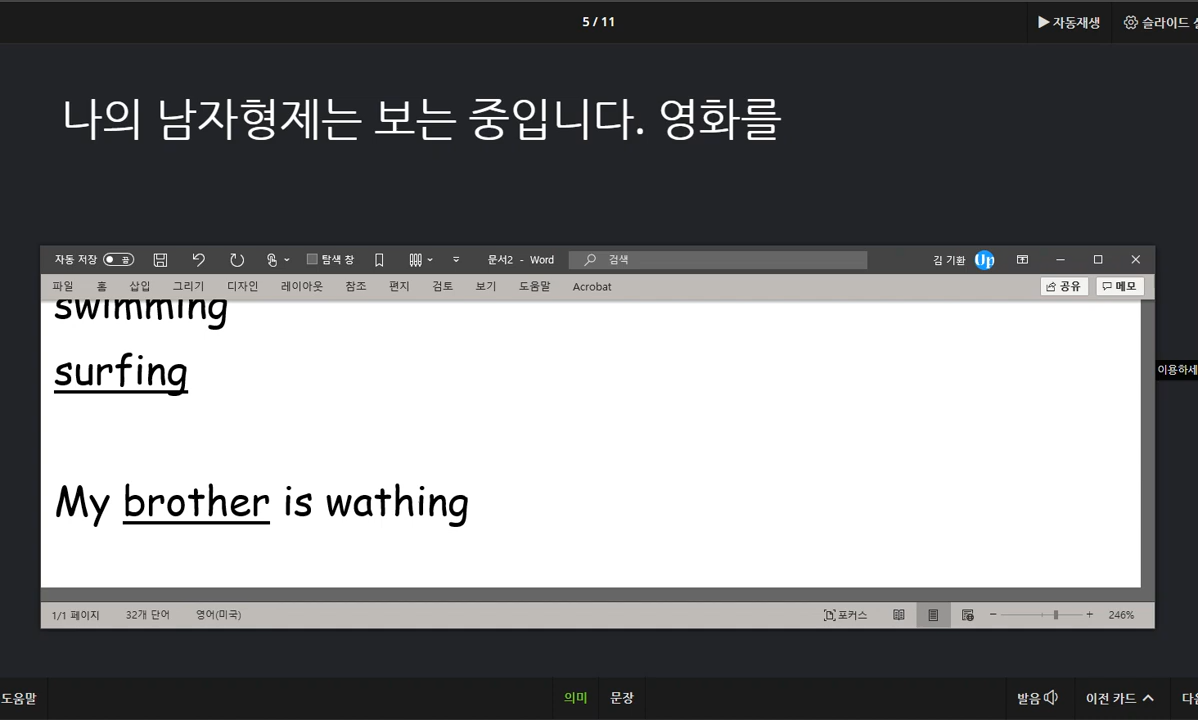 5 / 11
▶ 자동재생
슬라이드
나의 남자형제는 보는 중입니다. 영화를
자동 저장 끔
탐색 창
문서2 - Word
검색
김 기환
Up
파일 홈 삽입 그리기 디자인 레이아웃 참조 편지 검토 보기 도움말 Acrobat
공유 메모
swimming
surfing
이용하세
My brother is wathing
1/1 페이지 32개 단어 영어(미국)
포커스
− + 246%
도움말
의미 문장
발음
이전 카드